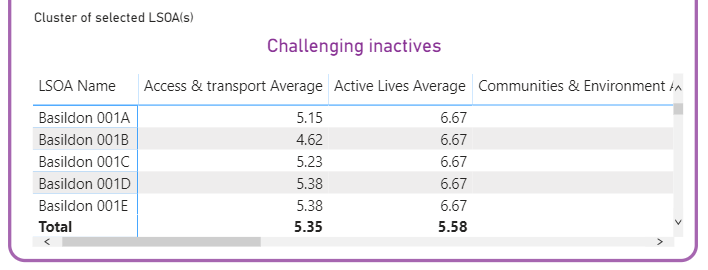 Cluster of selected LSOA(s)
Challenging inactives
LSOA Name Access & transport Average Active Lives Average Communities & Environment
Basildon 001A 5.15 6.67
Basildon 001B 4.62 6.67
Basildon 001C 5.23 6.67
Basildon 001D 5.38 6.67
Basildon 001E 5.38 6.67
Total 5.35 5.58